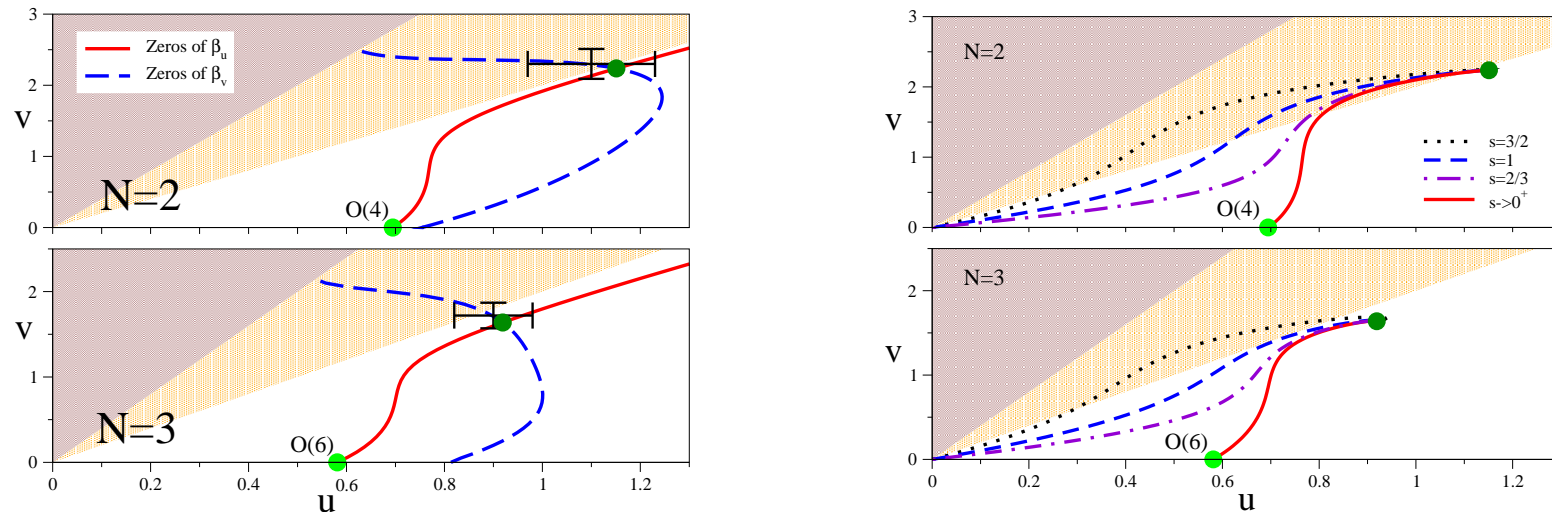 3
Zeros of βu
Zeros of βv
2
v
1
N=2
O(4)
0
2
v
1
N=3
O(6)
0
0 0.2 0.4 0.6 0.8 1 1.2
u
3
N=2
2
v
s=3/2
1
s=1
s=2/3
O(4)
s->0+
0
N=3
2
v
1
O(6)
0
0 0.2 0.4 0.6 0.8 1 1.2
u